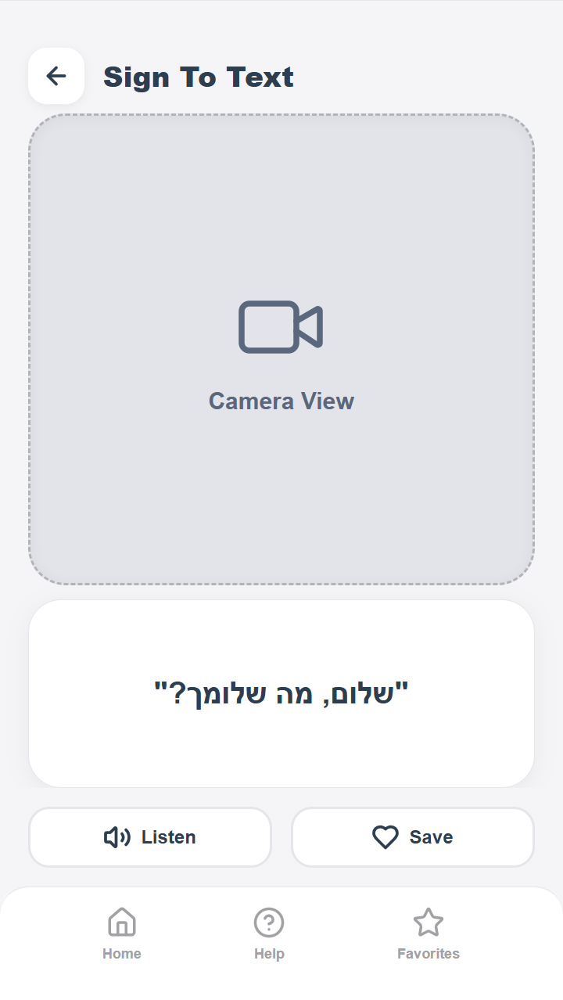 Sign To Text
Camera View
"שלום, מה שלומך?"
Listen
Save
Home
Help
Favorites